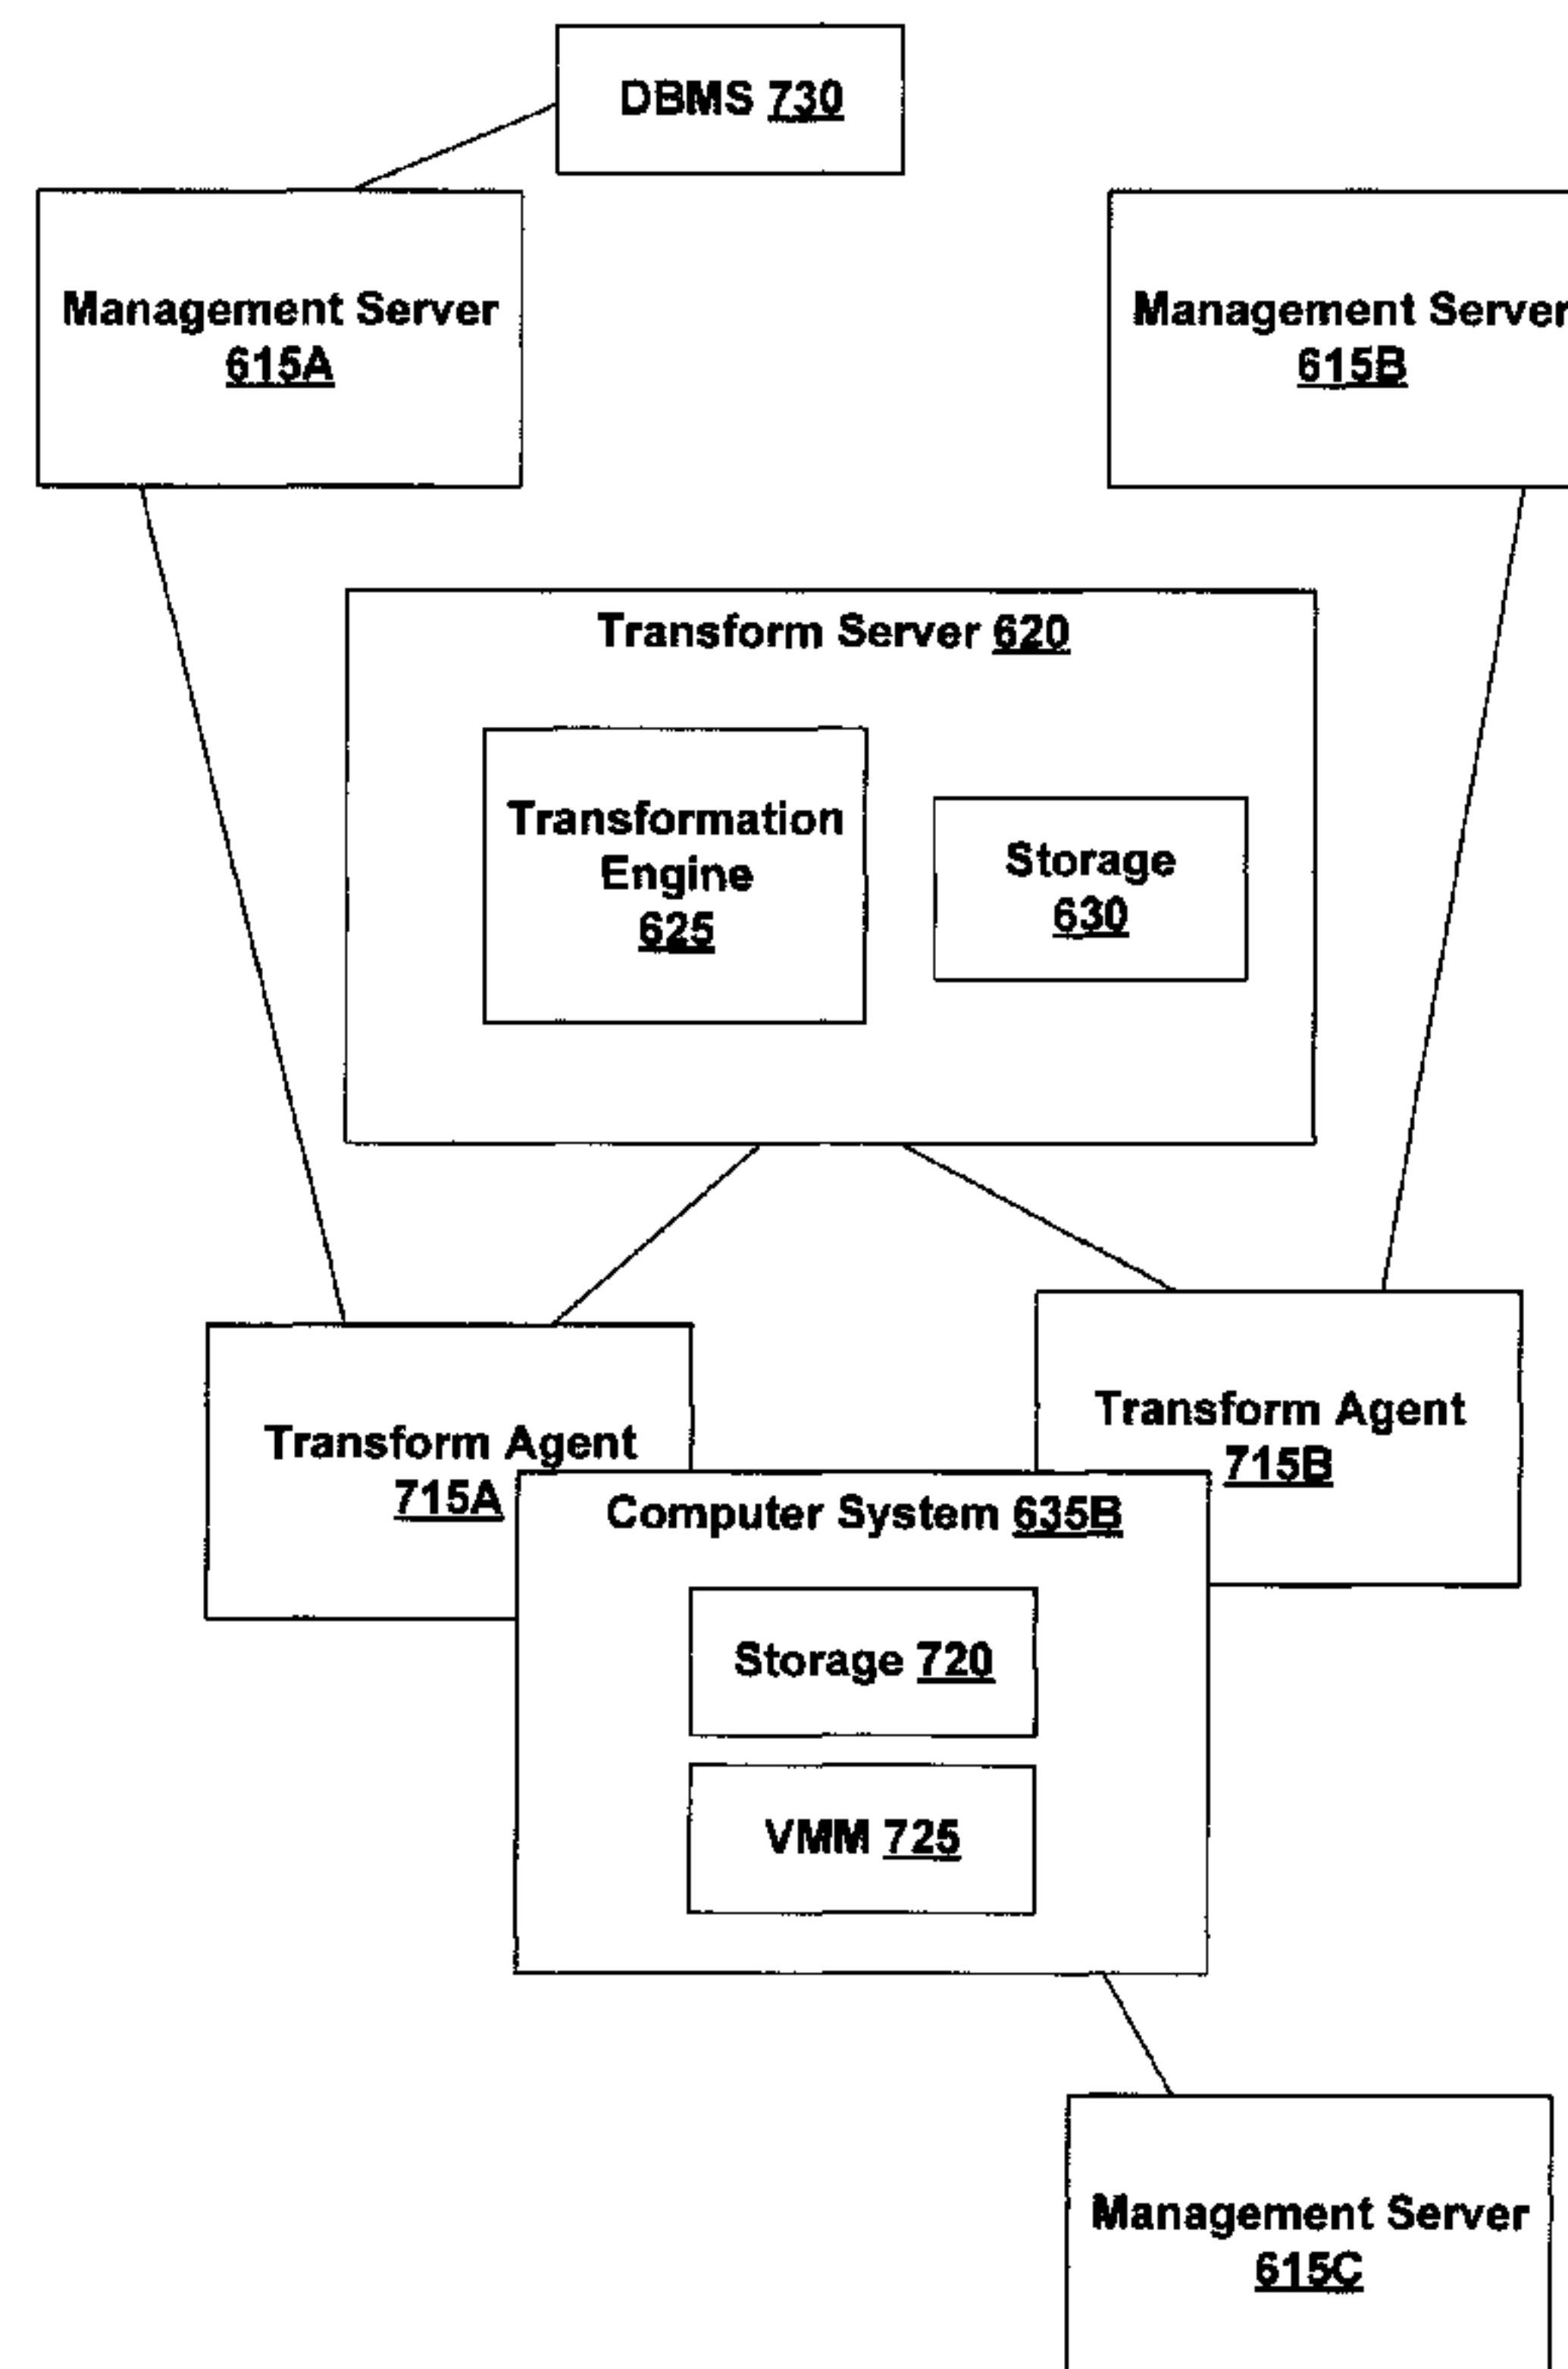 DBMS 730
Management Server
615A
Management Server
615B
Transform Server 620
Transformation
Engine
625
Storage
630
Transform Agent
715A
Transform Agent
715B
Computer System 635B
Storage 720
VMM 725
Management Server
615C